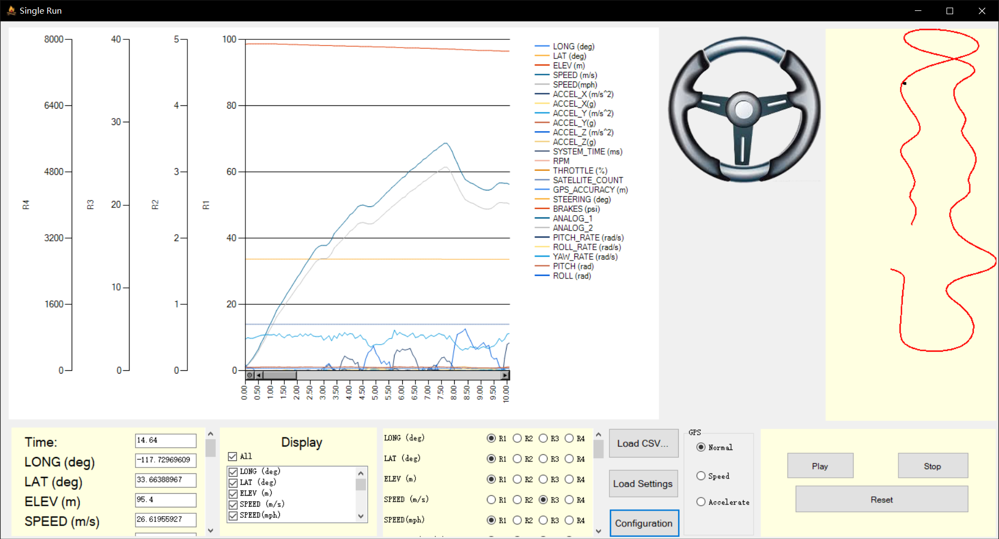 Single Run
8000 6400 4800 3200 1600 0
R4
40 30 20 10 0
R3
5 4 3 2 1 0
R2
100 80 60 40 20 0
R1
0.00 0.50 1.00 1.50 2.00 2.50 3.00 3.50 4.00 4.50 5.00 5.50 6.00 6.50 7.00 7.50 8.00 8.50 9.00 9.50 10.00
LONG (deg)
LAT (deg)
ELEV (m)
SPEED (m/s)
SPEED(mph)
ACCEL_X (m/s^2)
ACCEL_X(g)
ACCEL_Y (m/s^2)
ACCEL_Y(g)
ACCEL_Z (m/s^2)
ACCEL_Z(g)
SYSTEM_TIME (ms)
RPM
THROTTLE (%)
SATELLITE_COUNT
GPS_ACCURACY (m)
STEERING (deg)
BRAKES (psi)
ANALOG_1
ANALOG_2
PITCH_RATE (rad/s)
ROLL_RATE (rad/s)
YAW_RATE (rad/s)
PITCH (rad)
ROLL (rad)
Time: 14.64
LONG (deg) -117.72969609
LAT (deg) 33.66388967
ELEV (m) 95.4
SPEED (m/s) 26.61955927
Display
All
LONG (deg)
LAT (deg)
ELEV (m)
SPEED (m/s)
SPEED(mph)
LONG (deg) R1 R2 R3 R4
LAT (deg) R1 R2 R3 R4
ELEV (m) R1 R2 R3 R4
SPEED (m/s) R1 R2 R3 R4
SPEED(mph) R1 R2 R3 R4
Load CSV...
Load Settings
Configuration
GPS
Normal
Speed
Accelerate
Play
Stop
Reset